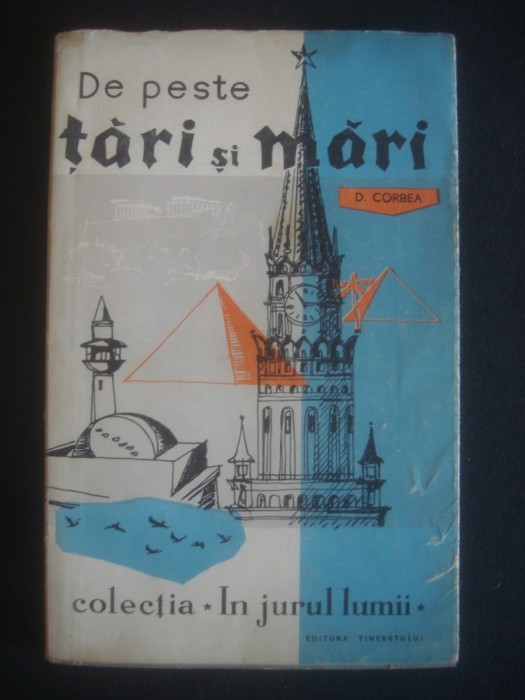 De peste
țări și mări
D. CORBEA
colecția * In jurul lumii *
EDITURA TINERETULUI